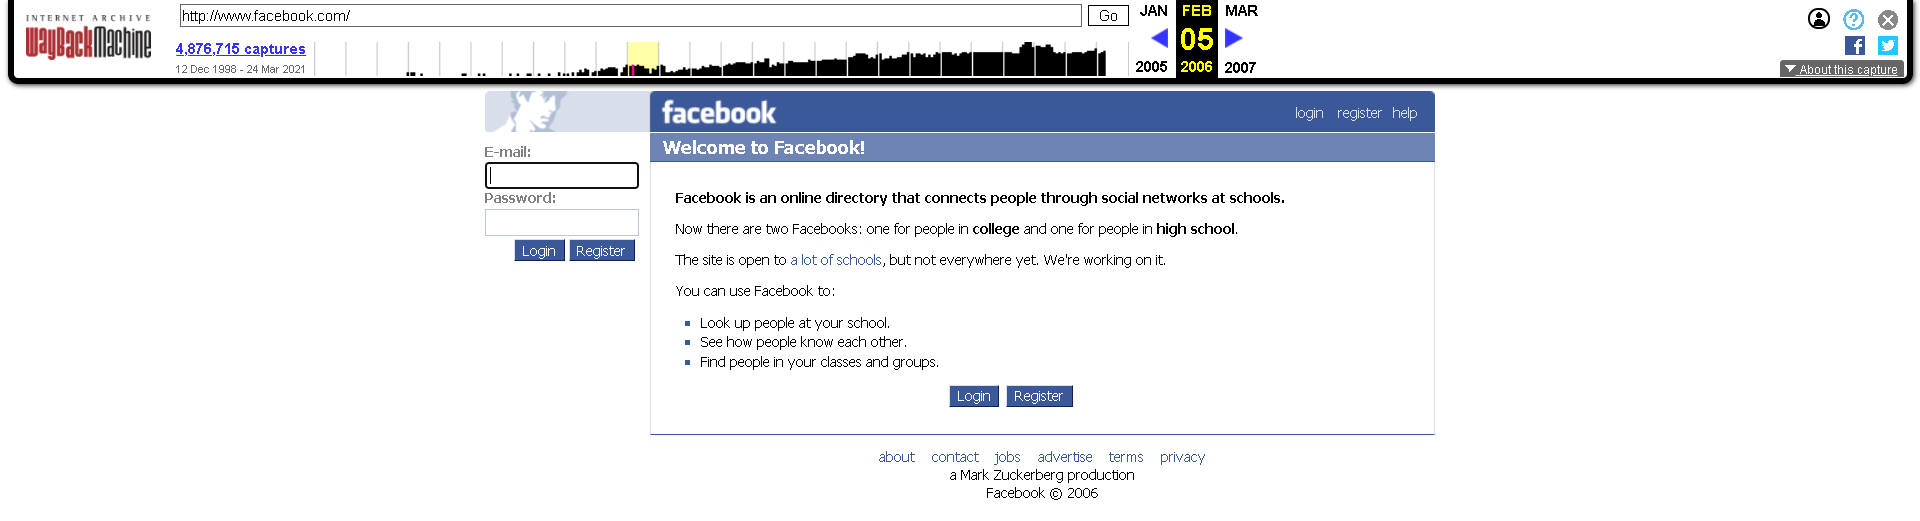 INTERNET ARCHIVE
WayBackMachine
http://www.facebook.com/
Go
4,876,715 captures
12 Dec 1998 - 24 Mar 2021
JAN FEB MAR
05
2005 2006 2007
About this capture
facebook
login register help
Welcome to Facebook!
E-mail:
Password:
Login Register
Facebook is an online directory that connects people through social networks at schools.
Now there are two Facebooks: one for people in college and one for people in high school.
The site is open to a lot of schools, but not everywhere yet. We're working on it.
You can use Facebook to:
Look up people at your school.
See how people know each other.
Find people in your classes and groups.
Login Register
about contact jobs advertise terms privacy
a Mark Zuckerberg production
Facebook © 2006